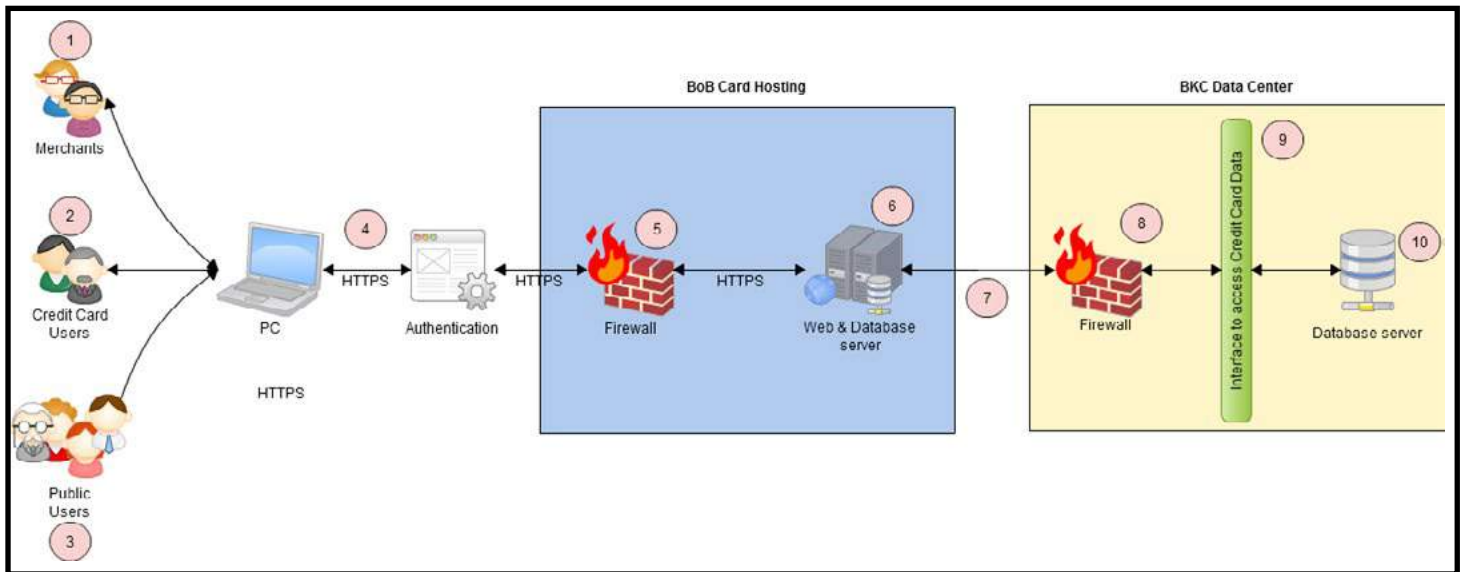 1
Merchants
2
Credit Card
Users
Public
Users
3
PC
HTTPS
4
HTTPS
Authentication
HTTPS
BoB Card Hosting
5
Firewall
HTTPS
6
Web & Database
server
7
BKC Data Center
8
Firewall
9
Interface to access Credit Card Data
10
Database server